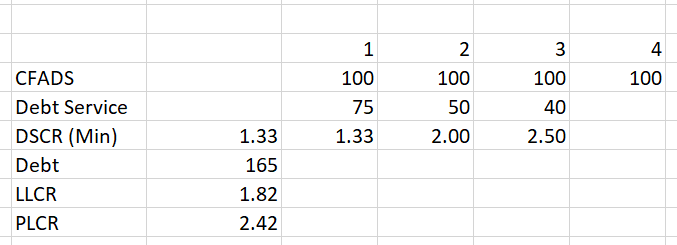 1 2 3 4
CFADS 100 100 100 100
Debt Service 75 50 40
DSCR (Min) 1.33 1.33 2.00 2.50
Debt 165
LLCR 1.82
PLCR 2.42